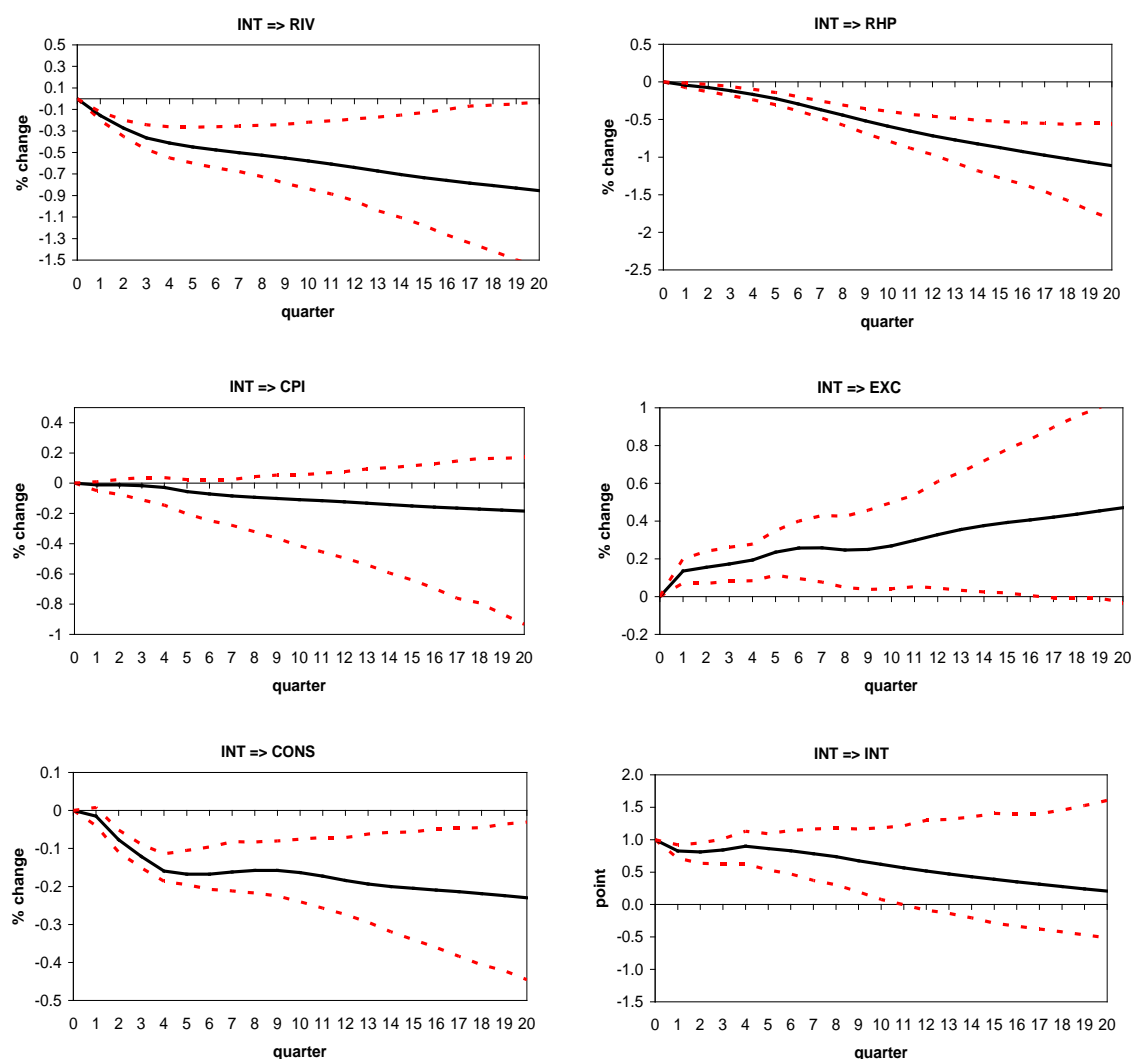 INT => RIV
0.5
0.3
0.1
-0.1
-0.3
-0.5
-0.7
-0.9
-1.1
-1.3
-1.5
% change
0 1 2 3 4 5 6 7 8 9 10 11 12 13 14 15 16 17 18 19 20
quarter
INT => RHP
0.5
0
-0.5
-1
-1.5
-2
-2.5
% change
0 1 2 3 4 5 6 7 8 9 10 11 12 13 14 15 16 17 18 19 20
quarter
INT => CPI
0.4
0.2
0
-0.2
-0.4
-0.6
-0.8
-1
% change
0 1 2 3 4 5 6 7 8 9 10 11 12 13 14 15 16 17 18 19 20
quarter
INT => EXC
1
0.8
0.6
0.4
0.2
0
-0.2
% change
0 1 2 3 4 5 6 7 8 9 10 11 12 13 14 15 16 17 18 19 20
quarter
INT => CONS
0.1
0
-0.1
-0.2
-0.3
-0.4
-0.5
% change
0 1 2 3 4 5 6 7 8 9 10 11 12 13 14 15 16 17 18 19 20
quarter
INT => INT
2.0
1.5
1.0
0.5
0.0
-0.5
-1.0
-1.5
point
0 1 2 3 4 5 6 7 8 9 10 11 12 13 14 15 16 17 18 19 20
quarter